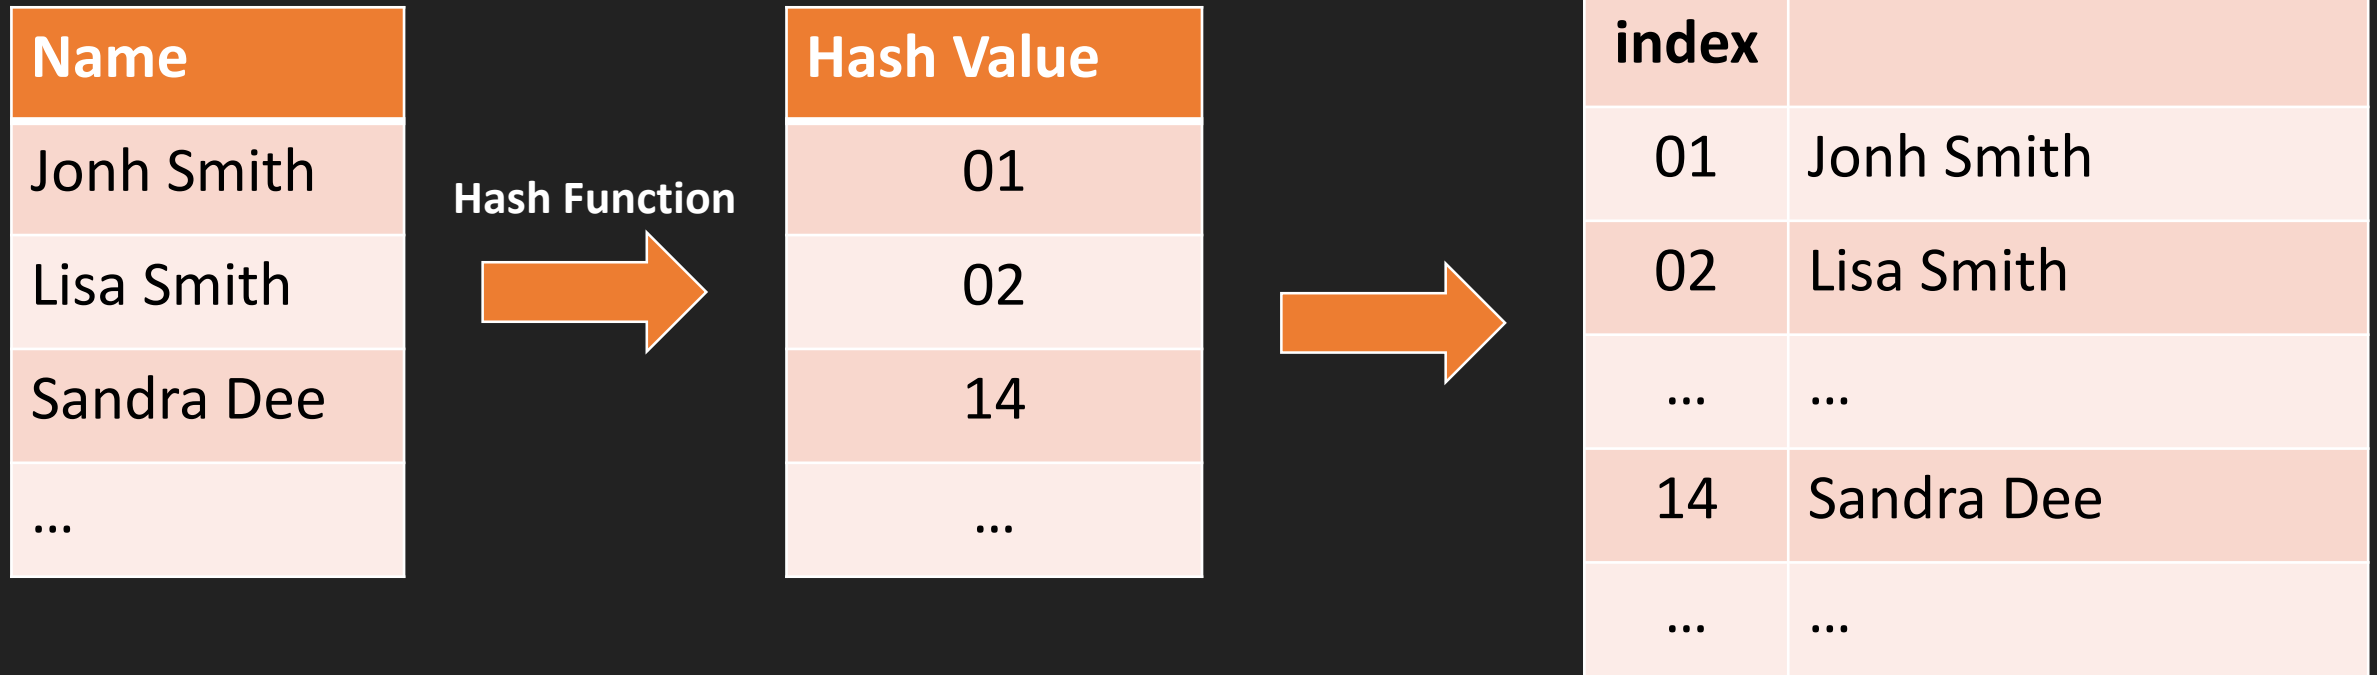 Name
Jonh Smith
Lisa Smith
Sandra Dee
...
Hash Function
Hash Value
01
02
14
...
index
01 Jonh Smith
02 Lisa Smith
... ...
14 Sandra Dee
... ...